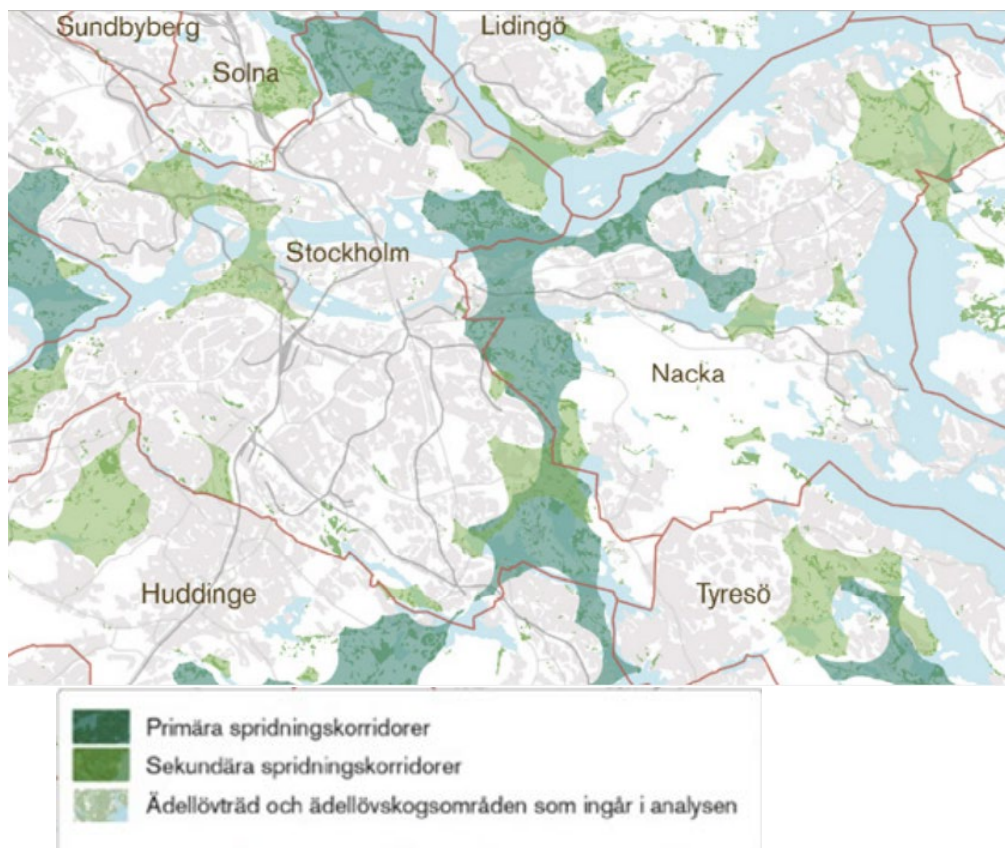 Sundbyberg
Lidingö
Solna
Stockholm
Nacka
Huddinge
Tyresö
Primära spridningskorridorer
Sekundära spridningskorridorer
Ädellövträd och ädellövskogsområden som ingår i analysen